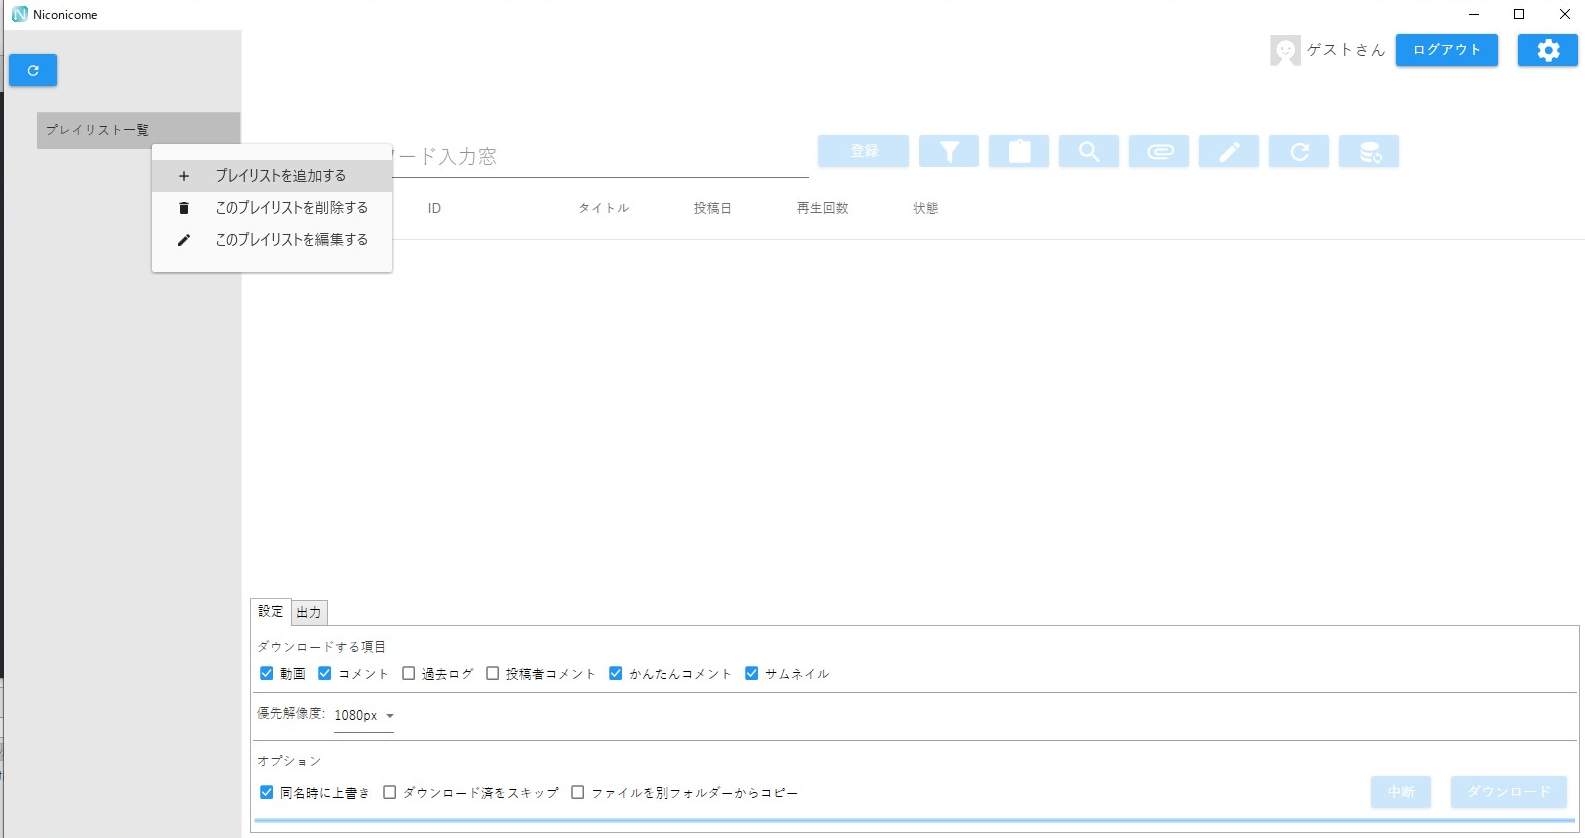 Niconicome
ゲストさん
ログアウト
プレイリスト一覧
ード入力窓
登録
プレイリストを追加する
このプレイリストを削除する
このプレイリストを編集する
ID
タイトル
投稿日
再生回数
状態
設定
出力
ダウンロードする項目
動画 コメント 過去ログ 投稿者コメント かんたんコメント サムネイル
優先解像度: 1080px
オプション
同名時に上書き ダウンロード済をスキップ ファイルを別フォルダーからコピー
中断
ダウンロード